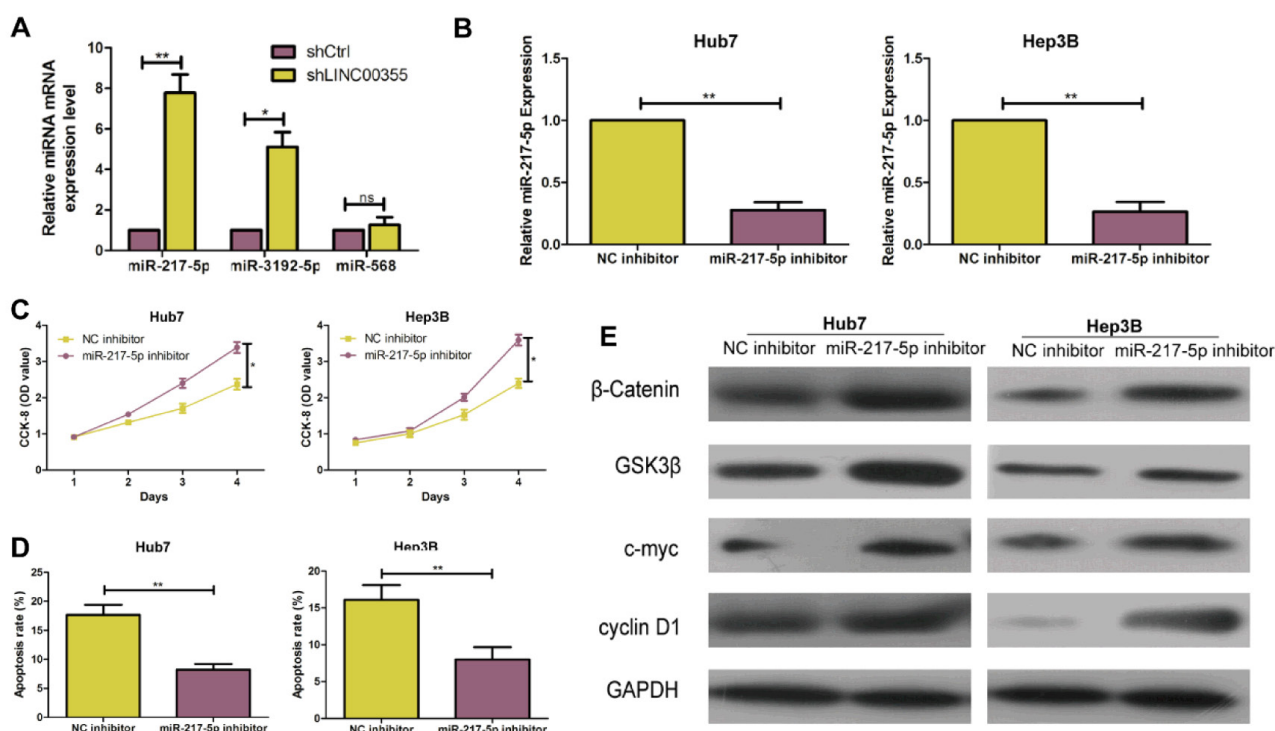 A
Relative miRNA mRNA
expression level
10
8
6
4
2
0
**
*
ns
shCtrl
shLINC00355
miR-217-5p
miR-3192-5p
miR-568
B
Hub7
Relative miR-217-5p Expression
1.5
1.0
0.5
0.0
**
NC inhibitor
miR-217-5p inhibitor
Hep3B
Relative miR-217-5p Expression
1.5
1.0
0.5
0.0
**
NC inhibitor
miR-217-5p inhibitor
C
Hub7
CCK-8 (OD value)
4
3
2
1
0
NC inhibitor
miR-217-5p inhibitor
*
1 2 3 4
Days
Hep3B
CCK-8 (OD value)
4
3
2
1
0
NC inhibitor
miR-217-5p inhibitor
*
1 2 3 4
Days
D
Hub7
Apoptosis rate (%)
25
20
15
10
5
0
**
NC inhibitor
miR-217-5p inhibitor
Hep3B
Apoptosis rate (%)
20
15
10
5
0
**
NC inhibitor
miR-217-5p inhibitor
E
Hub7
NC inhibitor miR-217-5p inhibitor
Hep3B
NC inhibitor miR-217-5p inhibitor
β-Catenin
GSK3β
c-myc
cyclin D1
GAPDH